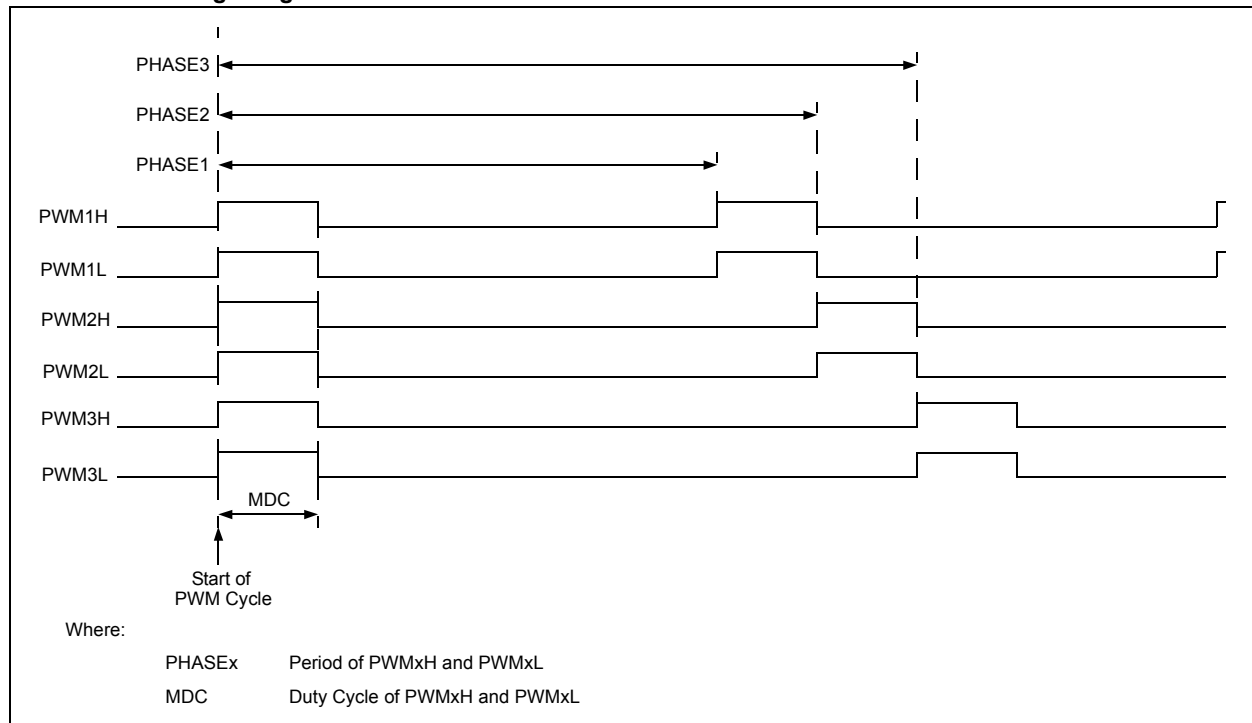 PHASE3
PHASE2
PHASE1
PWM1H
PWM1L
PWM2H
PWM2L
PWM3H
PWM3L
MDC
Start of
PWM Cycle
Where:
PHASEx Period of PWMxH and PWMxL
MDC Duty Cycle of PWMxH and PWMxL